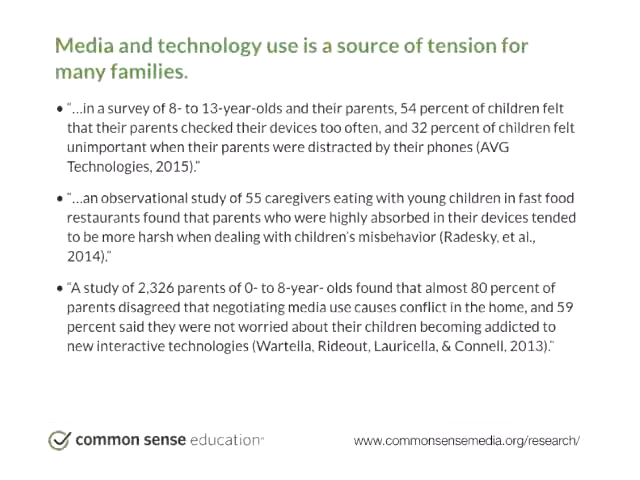 Media and technology use is a source of tension for
many families.
• "...in a survey of 8- to 13-year-olds and their parents, 54 percent of children felt
that their parents checked their devices too often, and 32 percent of children felt
unimportant when their parents were distracted by their phones (AVG
Technologies, 2015)."
• "...an observational study of 55 caregivers eating with young children in fast food
restaurants found that parents who were highly absorbed in their devices tended
to be more harsh when dealing with children's misbehavior (Radesky, et al.,
2014)."
• "A study of 2,326 parents of 0- to 8-year- olds found that almost 80 percent of
parents disagreed that negotiating media use causes conflict in the home, and 59
percent said they were not worried about their children becoming addicted to
new interactive technologies (Wartella, Rideout, Lauricella, & Connell, 2013)."
common sense education
www.commonsensemedia.org/research/